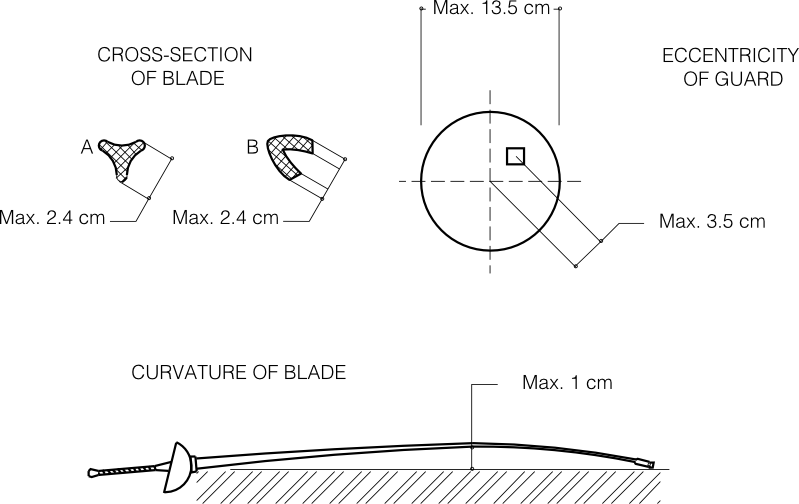 Max. 13.5 cm
CROSS-SECTION
OF BLADE
ECCENTRICITY
OF GUARD
A
B
Max. 2.4 cm
Max. 2.4 cm
Max. 3.5 cm
CURVATURE OF BLADE
Max. 1 cm